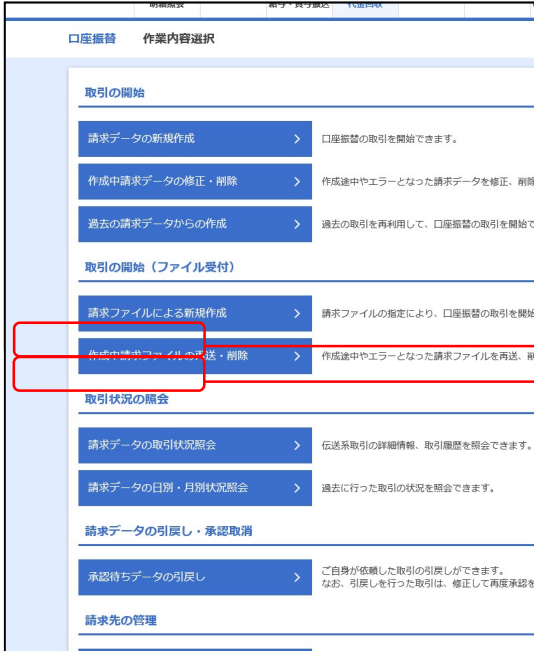 明細照会 給与・賞与振込 代金回収
口座振替 作業内容選択
取引の開始
請求データの新規作成 口座振替の取引を開始できます。
作成中請求データの修正・削除 作成途中やエラーとなった請求データを修正、削除
過去の請求データからの作成 過去の取引を再利用して、口座振替の取引を開始で
取引の開始（ファイル受付）
請求ファイルによる新規作成 請求ファイルの指定により、口座振替の取引を開始
作成中請求ファイルの再送・削除 作成途中やエラーとなった請求ファイルを再送、削
取引状況の照会
請求データの取引状況照会 伝送系取引の詳細情報、取引履歴を照会できます。
請求データの日別・月別状況照会 過去に行った取引の状況を照会できます。
請求データの引戻し・承認取消
承認待ちデータの引戻し ご自身が依頼した取引の引戻しができます。
なお、引戻しを行った取引は、修正して再度承認を
請求先の管理